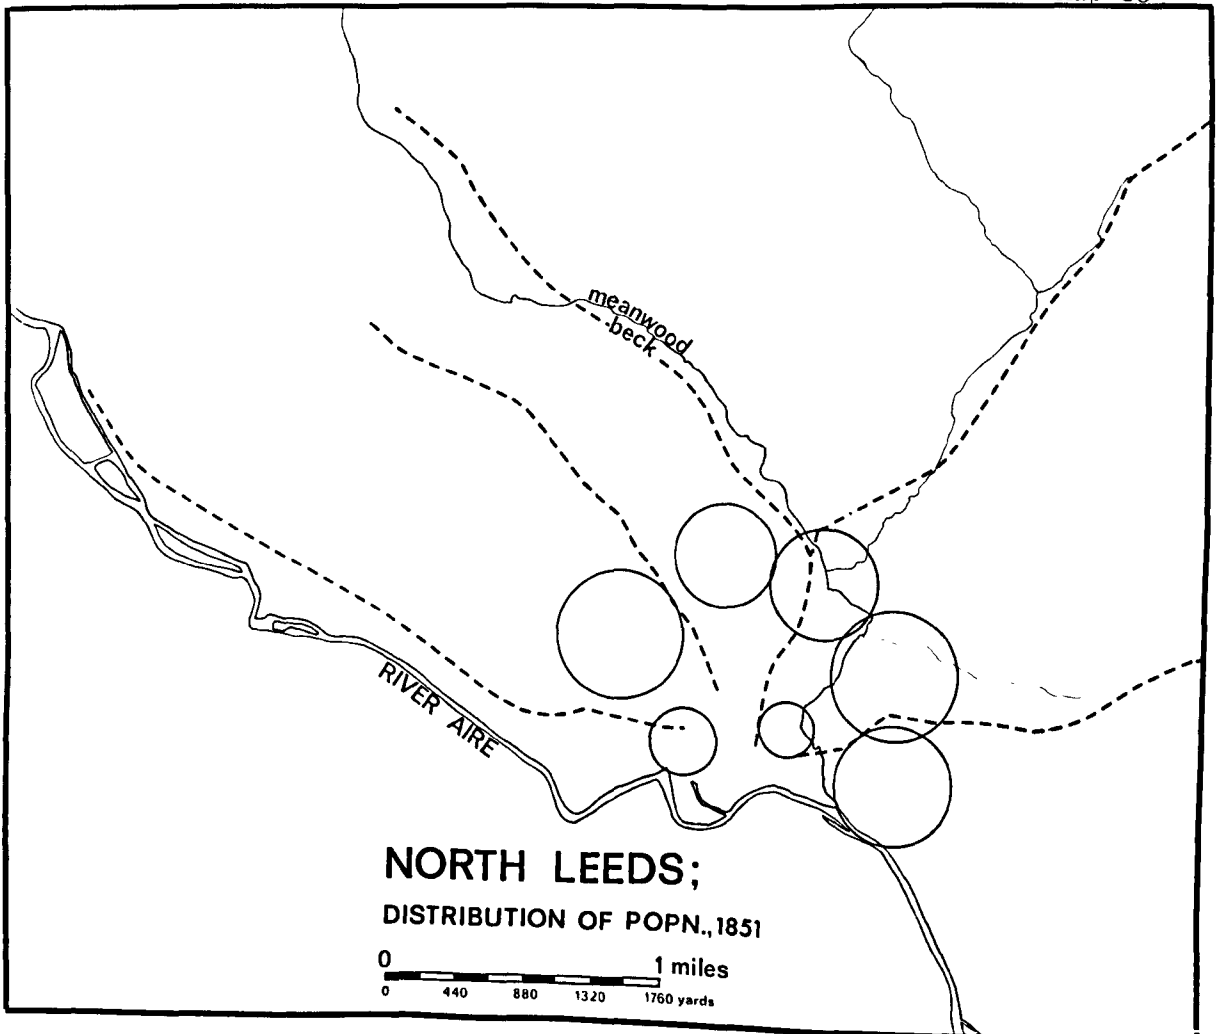 meanwood
beck
RIVER AIRE
NORTH LEEDS;
DISTRIBUTION OF POPN.,1851
0 1 miles
0 440 880 1320 1760 yards